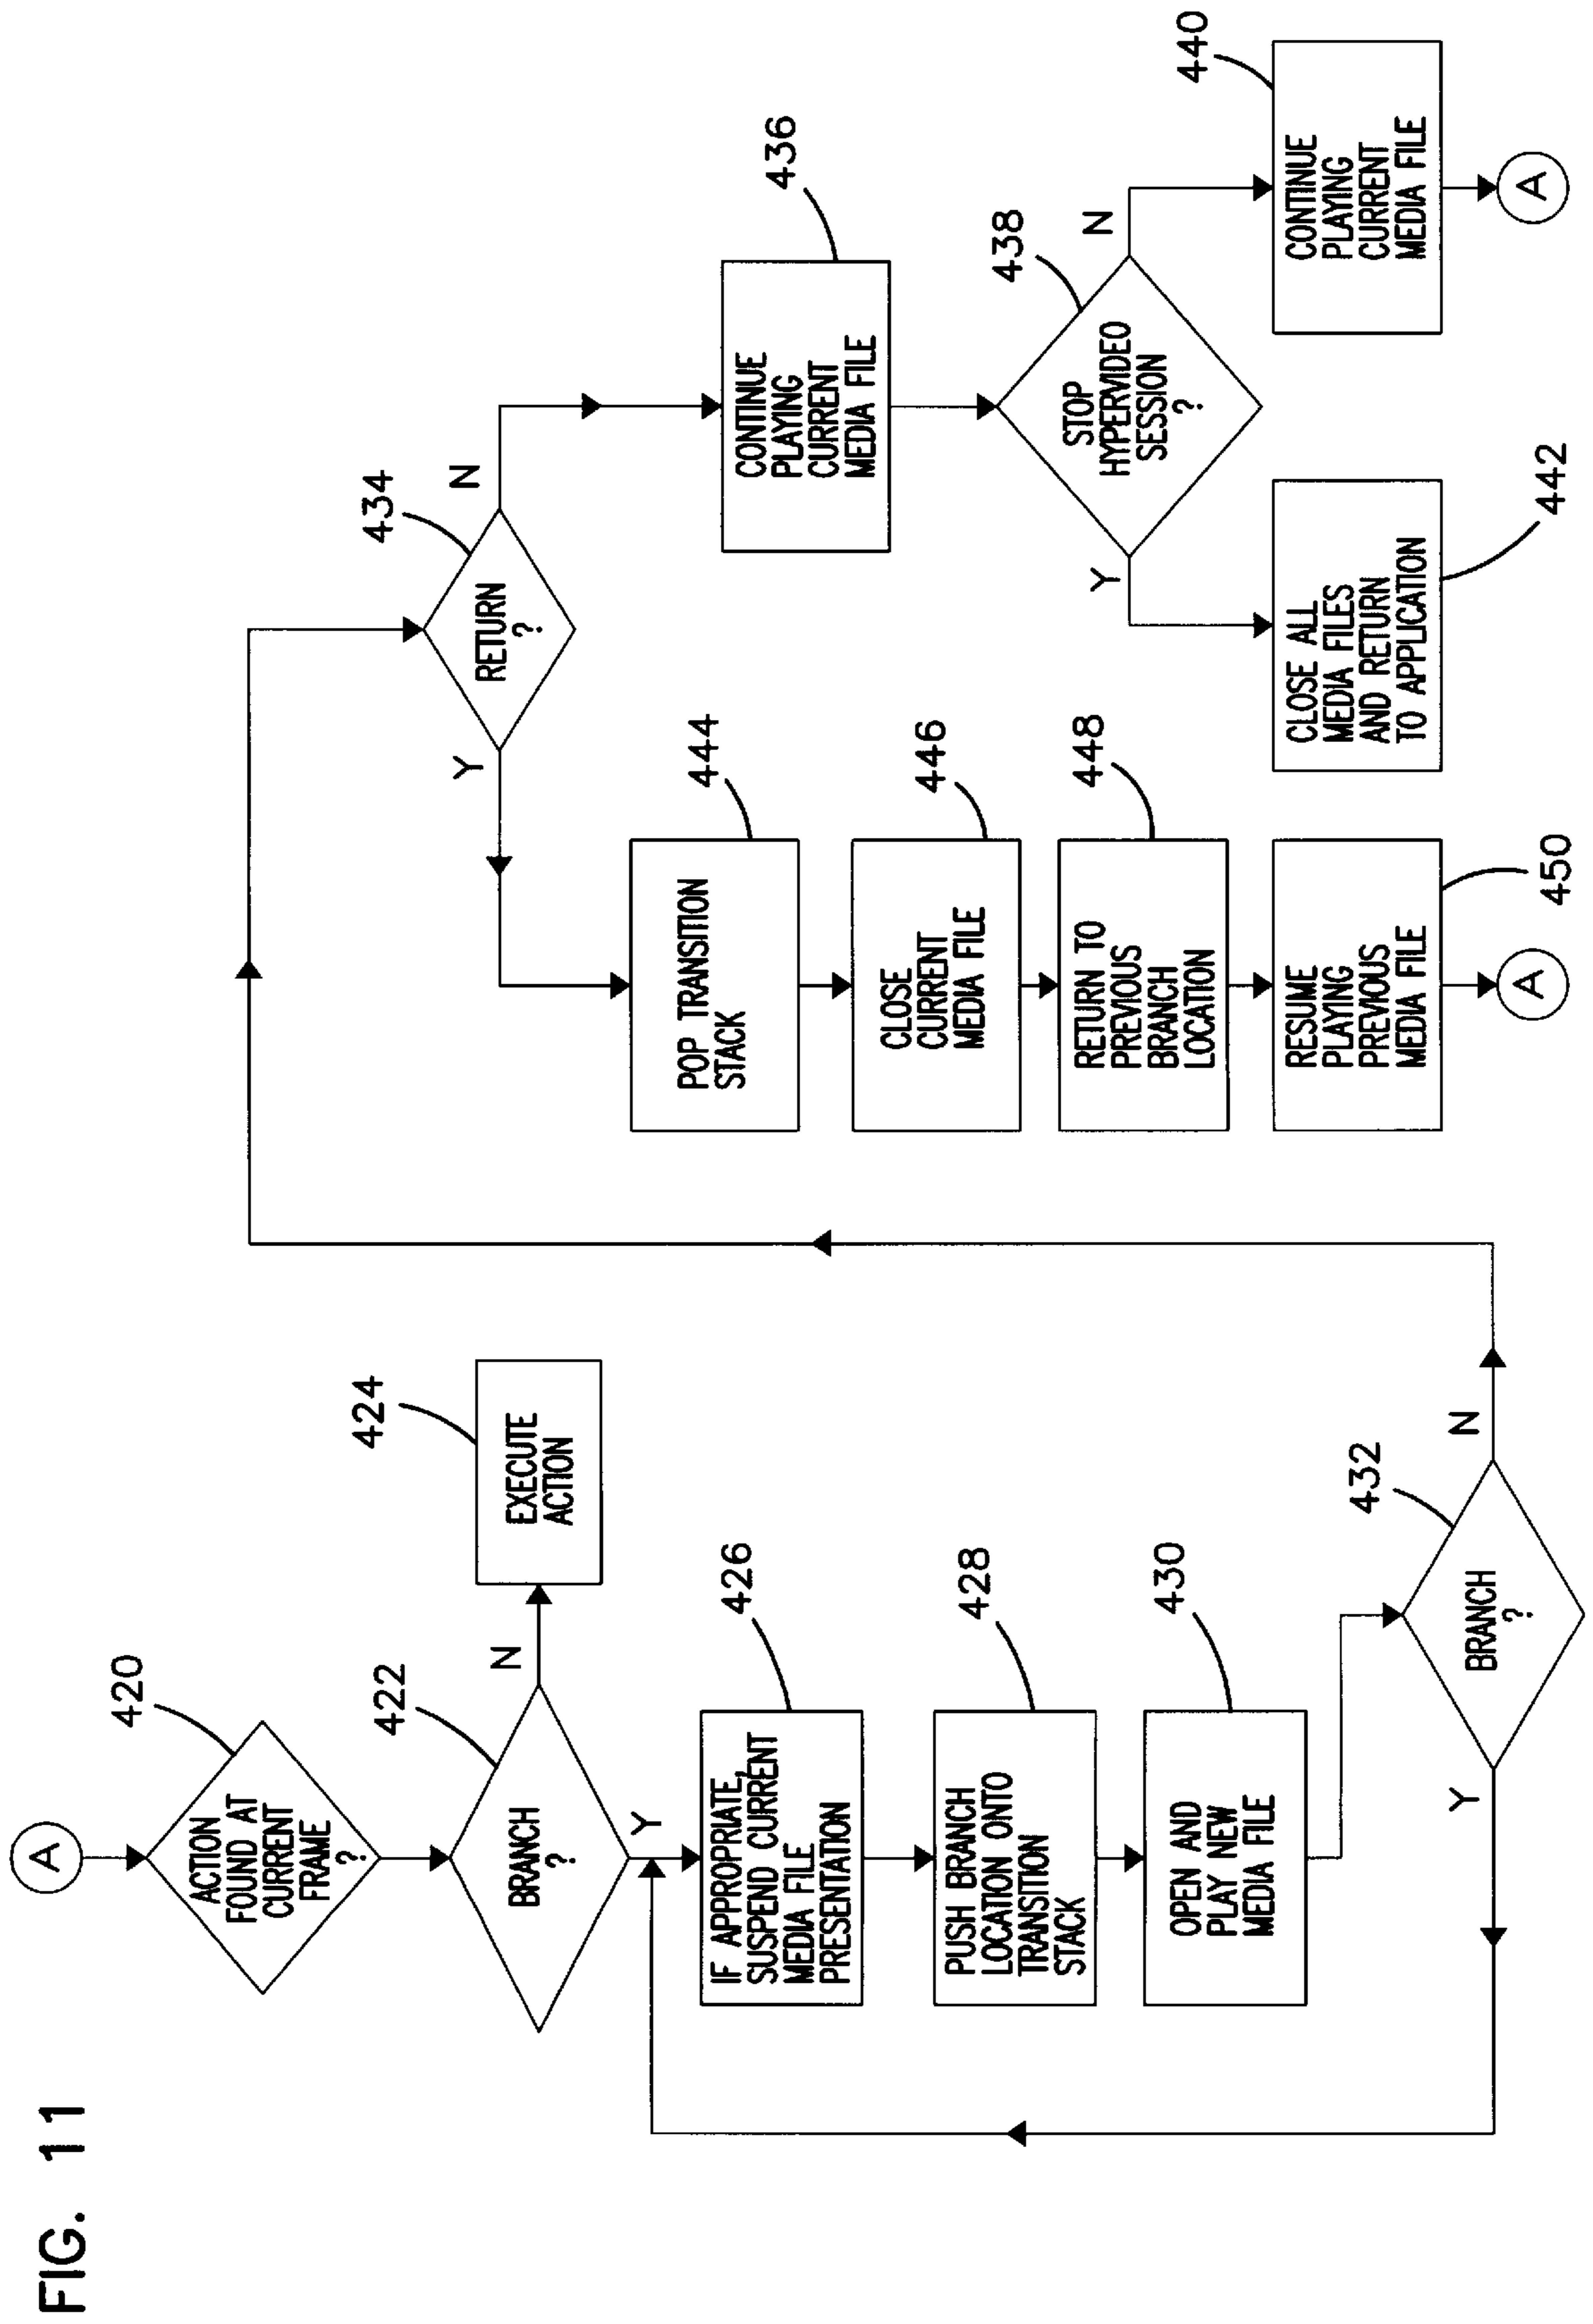 FIG. 11
A
420
ACTION
FOUND AT
CURRENT
FRAME
?
422
BRANCH
?
N
424
EXECUTE
ACTION
Y
426
IF APPROPRIATE,
SUSPEND CURRENT
MEDIA FILE
PRESENTATION
428
PUSH BRANCH
LOCATION ONTO
TRANSITION
STACK
430
OPEN AND
PLAY NEW
MEDIA FILE
432
BRANCH
?
Y
N
434
RETURN
?
Y
N
444
POP TRANSITION
STACK
446
CLOSE
CURRENT
MEDIA FILE
448
RETURN TO
PREVIOUS
BRANCH
LOCATION
450
RESUME
PLAYING
PREVIOUS
MEDIA FILE
A
436
CONTINUE
PLAYING
CURRENT
MEDIA FILE
438
STOP
HYPERVIDEO
SESSION
?
Y
N
442
CLOSE ALL
MEDIA FILES
AND RETURN
TO APPLICATION
440
CONTINUE
PLAYING
CURRENT
MEDIA FILE
A